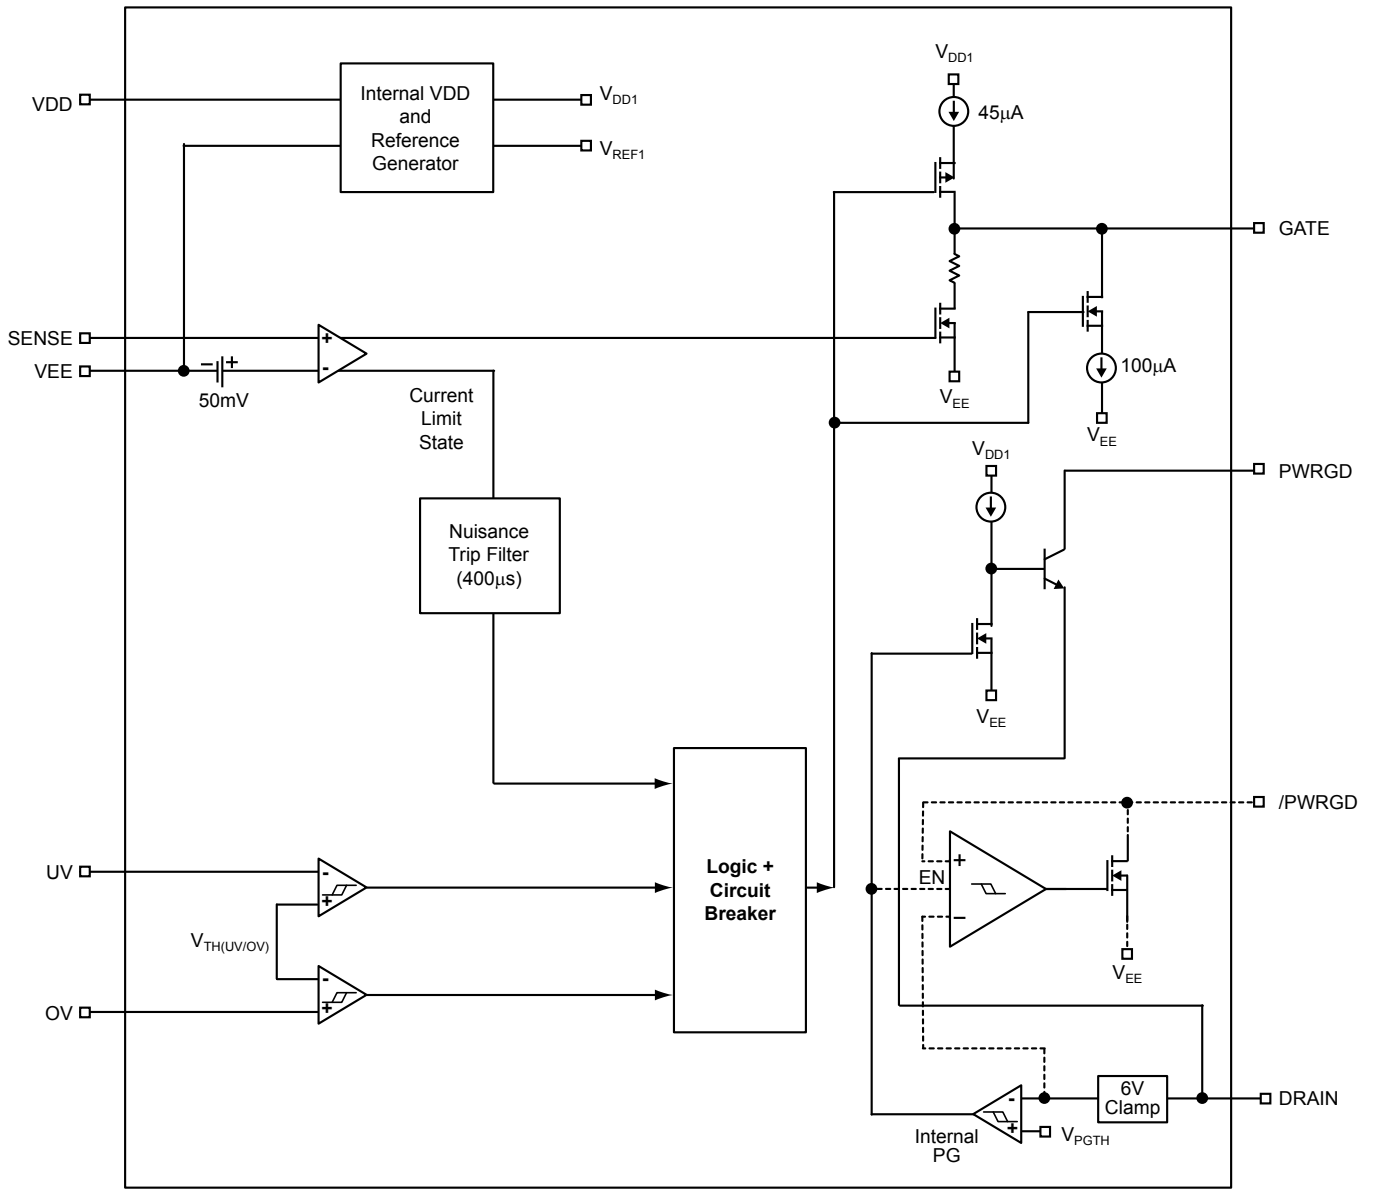 VDD
Internal VDD
and
Reference
Generator
VDD1
VREF1
VDD1
45μA
GATE
SENSE
VEE
- +
50mV
+
-
Current
Limit
State
VEE
100μA
VEE
Nuisance
Trip Filter
(400μs)
VDD1
PWRGD
VEE
Logic +
Circuit
Breaker
/PWRGD
+
EN
−
VEE
UV
-
+
VTH(UV/OV)
-
+
OV
6V
Clamp
DRAIN
-
+
VPGTH
Internal
PG